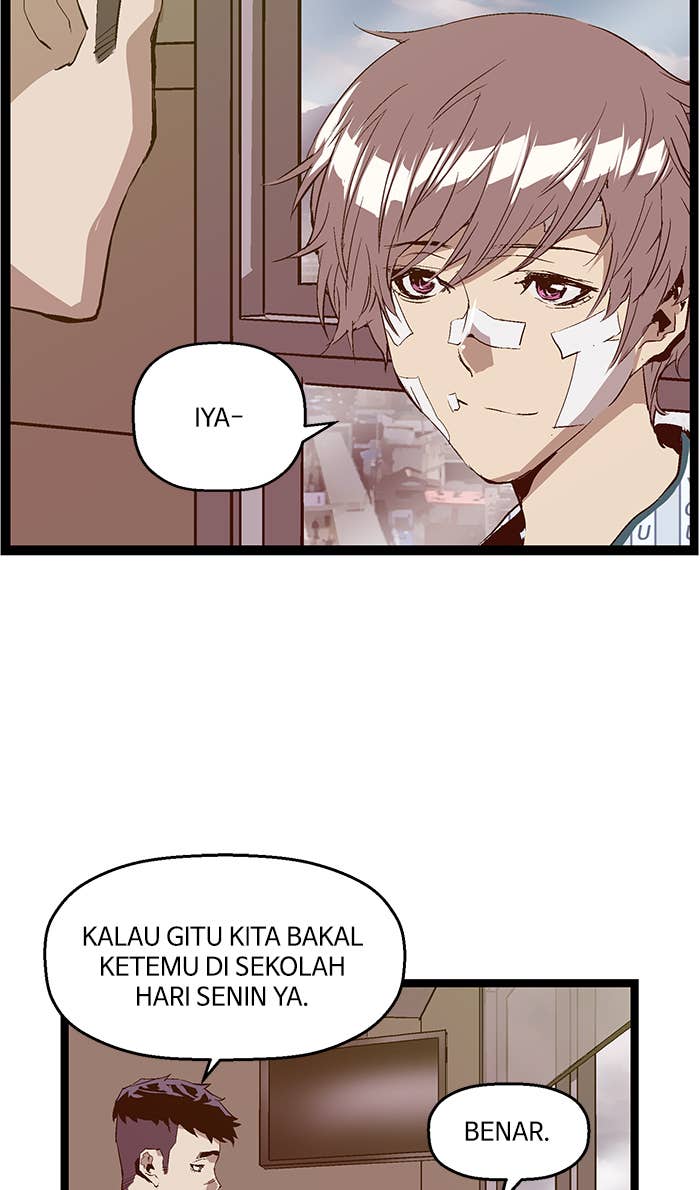 IYA-
KALAU GITU KITA BAKAL
KETEMU DI SEKOLAH
HARI SENIN YA.
BENAR.